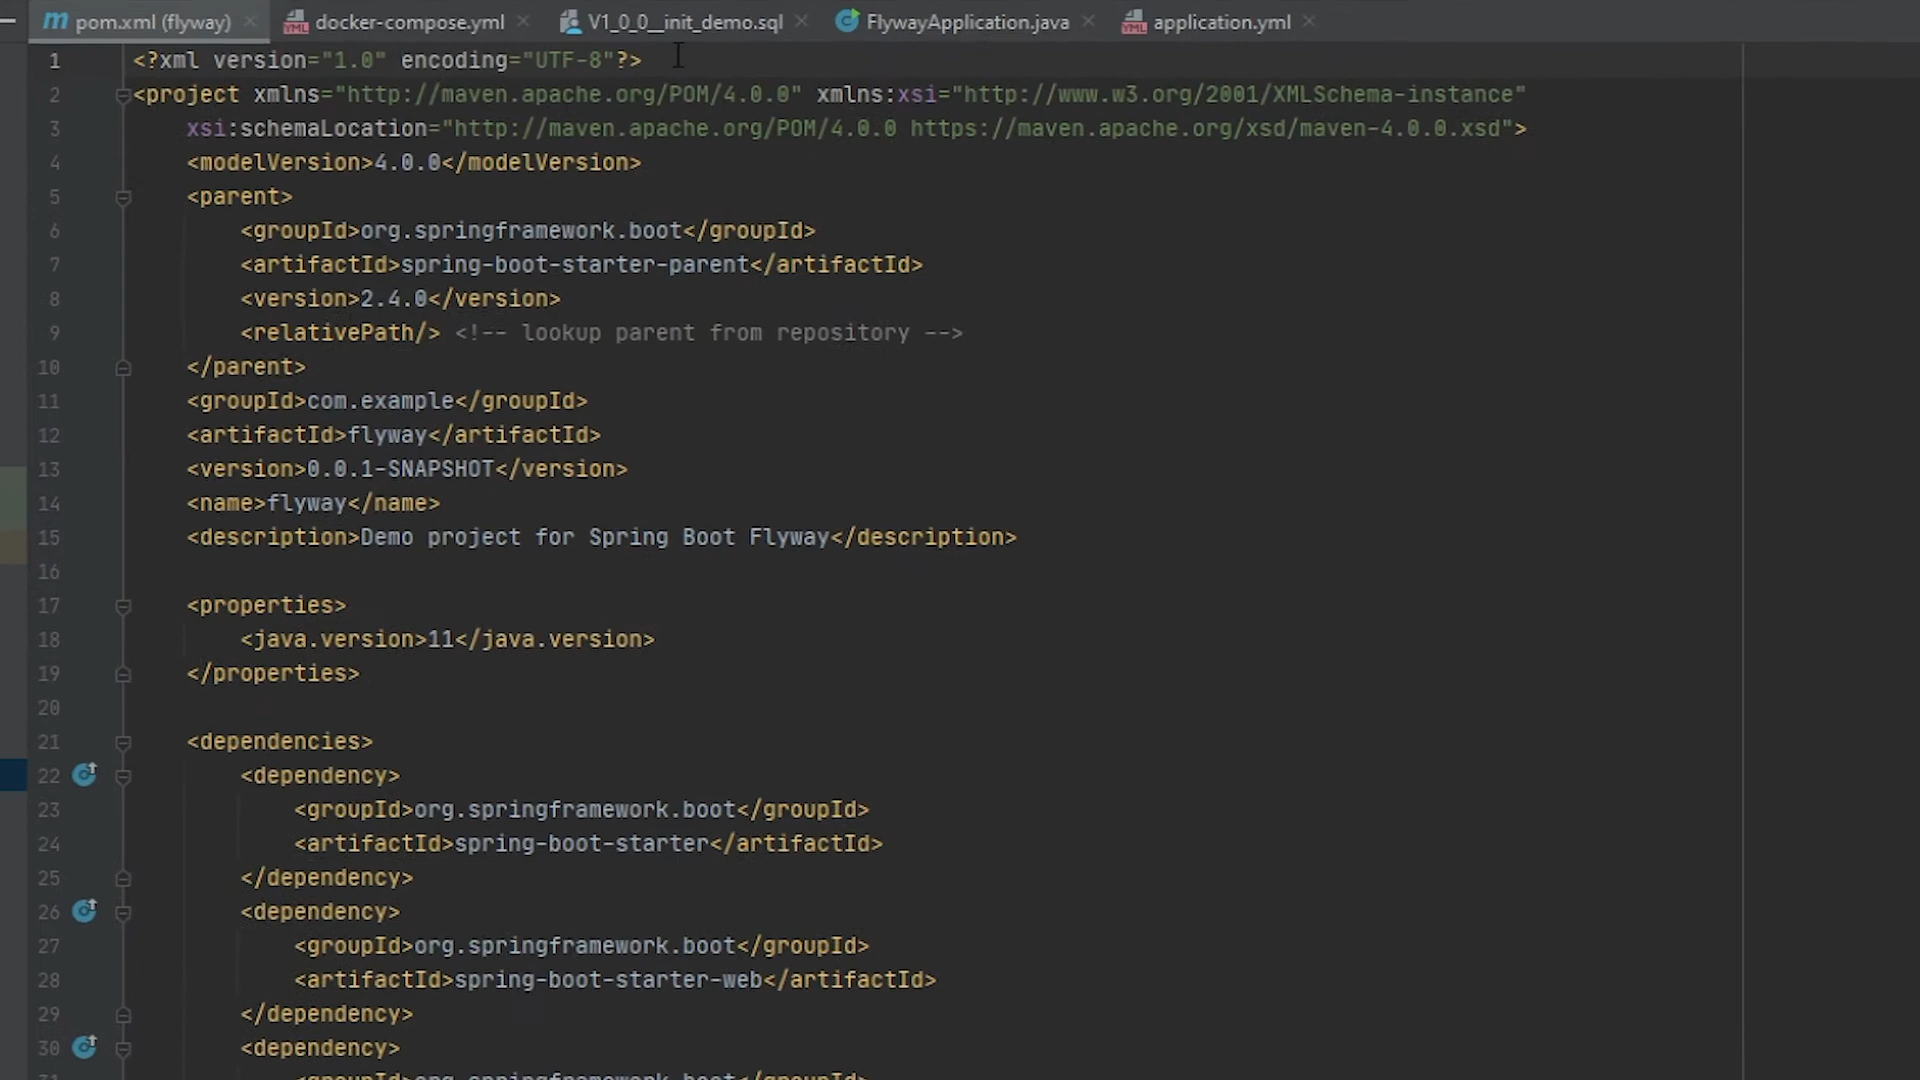 pom.xml (flyway)
docker-compose.yml
V1_0_0__init_demo.sql
FlywayApplication.java
application.yml
1 <?xml version="1.0" encoding="UTF-8"?>
2 <project xmlns="http://maven.apache.org/POM/4.0.0" xmlns:xsi="http://www.w3.org/2001/XMLSchema-instance"
3 xsi:schemaLocation="http://maven.apache.org/POM/4.0.0 https://maven.apache.org/xsd/maven-4.0.0.xsd">
4 <modelVersion>4.0.0</modelVersion>
5 <parent>
6 <groupId>org.springframework.boot</groupId>
7 <artifactId>spring-boot-starter-parent</artifactId>
8 <version>2.4.0</version>
9 <relativePath/> <!-- lookup parent from repository -->
10 </parent>
11 <groupId>com.example</groupId>
12 <artifactId>flyway</artifactId>
13 <version>0.0.1-SNAPSHOT</version>
14 <name>flyway</name>
15 <description>Demo project for Spring Boot Flyway</description>
16
17 <properties>
18 <java.version>11</java.version>
19 </properties>
20
21 <dependencies>
22 <dependency>
23 <groupId>org.springframework.boot</groupId>
24 <artifactId>spring-boot-starter</artifactId>
25 </dependency>
26 <dependency>
27 <groupId>org.springframework.boot</groupId>
28 <artifactId>spring-boot-starter-web</artifactId>
29 </dependency>
30 <dependency>
31 <groupId>org.springframework.boot</groupId>